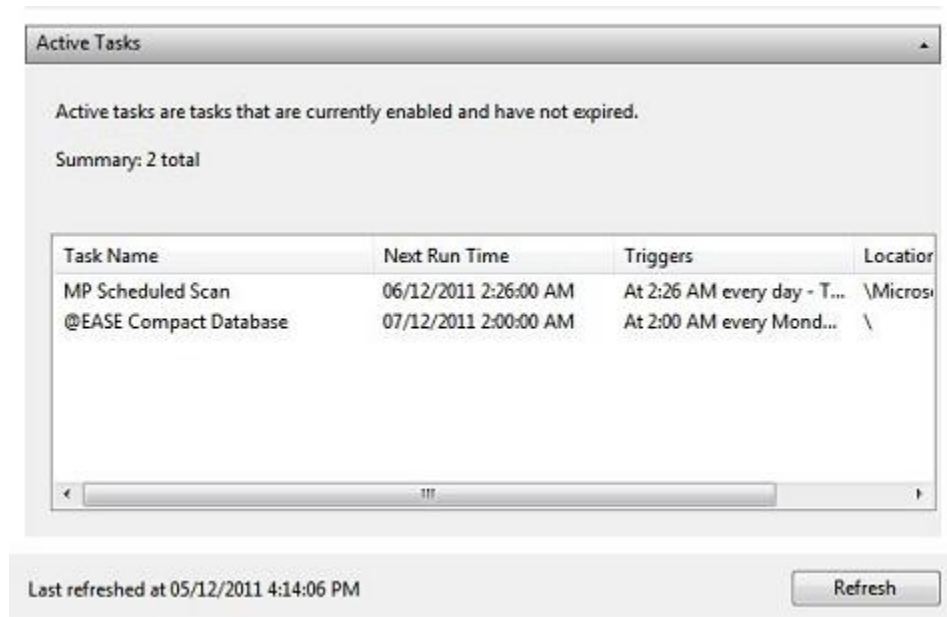 Active Tasks
Active tasks are tasks that are currently enabled and have not expired.
Summary: 2 total
Task Name Next Run Time Triggers Location
MP Scheduled Scan 06/12/2011 2:26:00 AM At 2:26 AM every day - T... \Micros
@EASE Compact Database 07/12/2011 2:00:00 AM At 2:00 AM every Mond... \
Last refreshed at 05/12/2011 4:14:06 PM Refresh